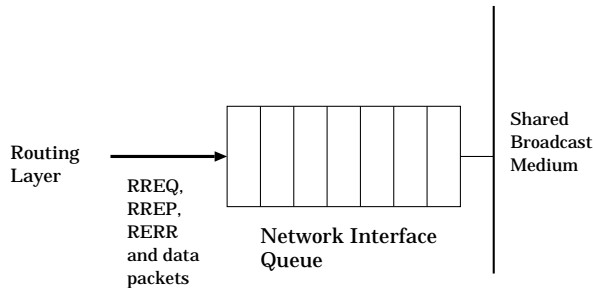 Routing
Layer
RREQ,
RREP,
RERR
and data
packets
Network Interface
Queue
Shared
Broadcast
Medium